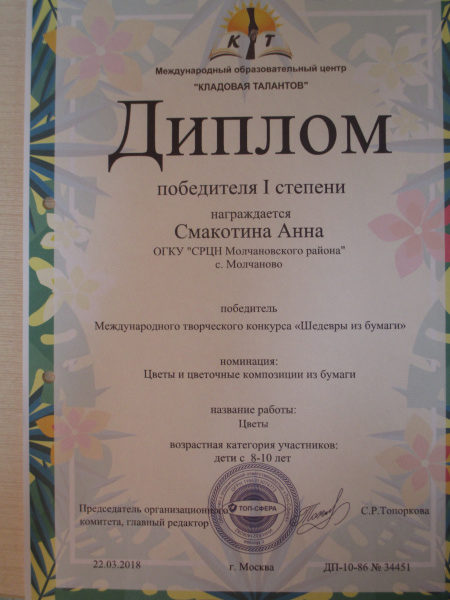 К Т
Международный образовательный центр
"КЛАДОВАЯ ТАЛАНТОВ"
Диплом
победителя I степени
награждается
Смакотина Анна
ОГКУ "СРЦН Молчановского района"
с. Молчаново
победитель
Международного творческого конкурса «Шедевры из бумаги»
номинация:
Цветы и цветочные композиции из бумаги
название работы:
Цветы
возрастная категория участников:
дети с 8-10 лет
ТОП-СФЕРА
Председатель организационного
комитета, главный редактор
С.Р.Топоркова
22.03.2018
г. Москва
ДП-10-86 № 34451